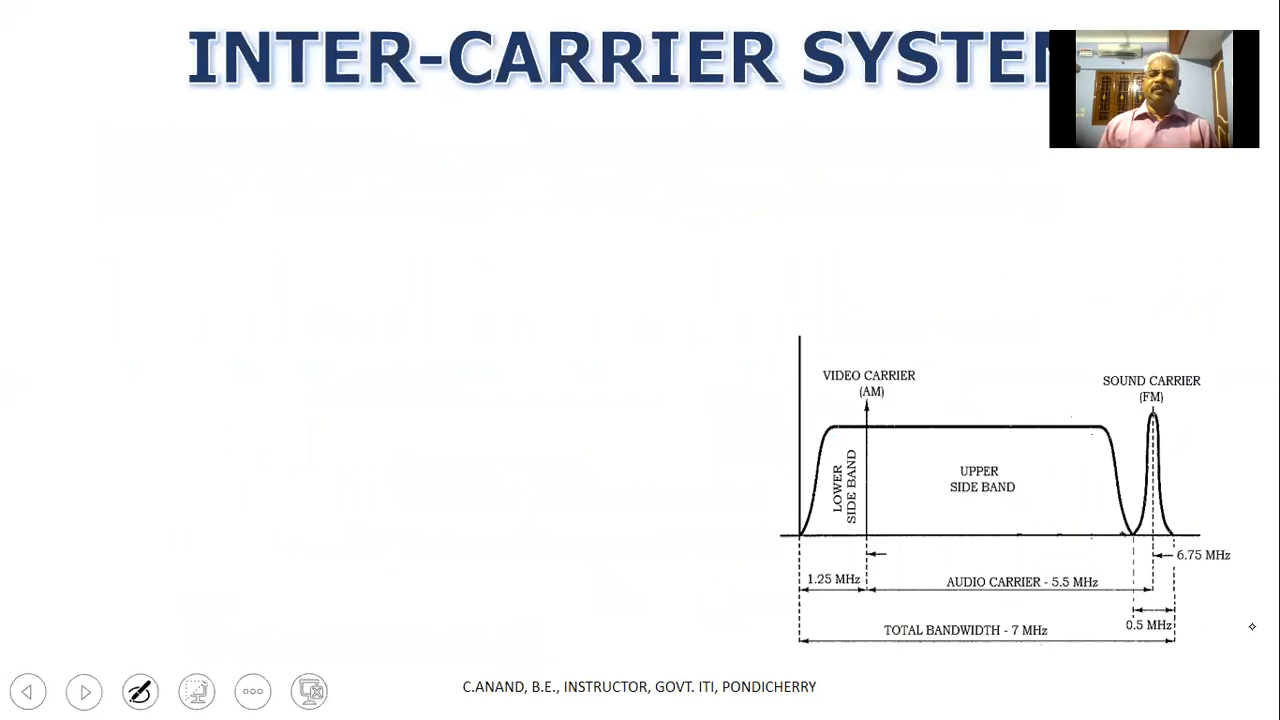 INTER-CARRIER SYSTEM
VIDEO CARRIER
(AM)
SOUND CARRIER
(FM)
LOWER
SIDE BAND
UPPER
SIDE BAND
6.75 MHz
1.25 MHz
AUDIO CARRIER - 5.5 MHz
0.5 MHz
TOTAL BANDWIDTH - 7 MHz
C.ANAND, B.E., INSTRUCTOR, GOVT. ITI, PONDICHERRY